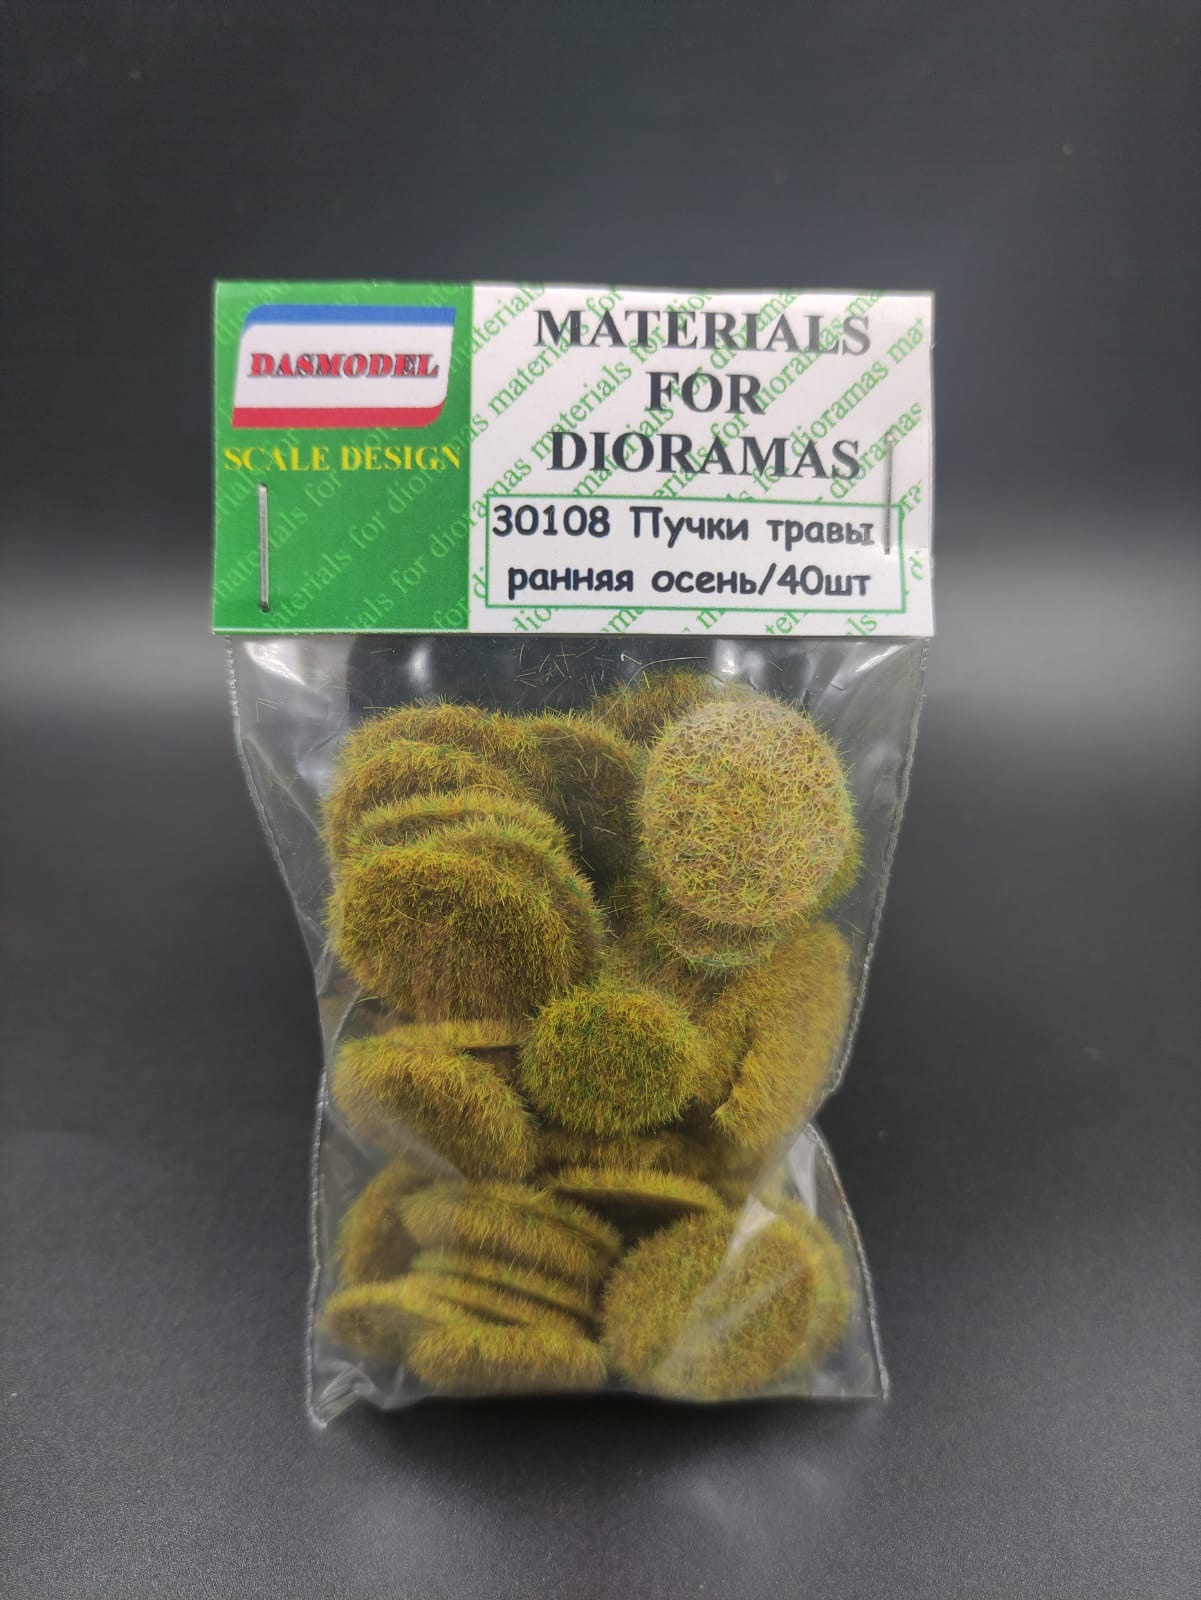 DASMODEL
SCALE DESIGN
MATERIALS
FOR
DIORAMAS
30108 Пучки травы
ранняя осень/40шт